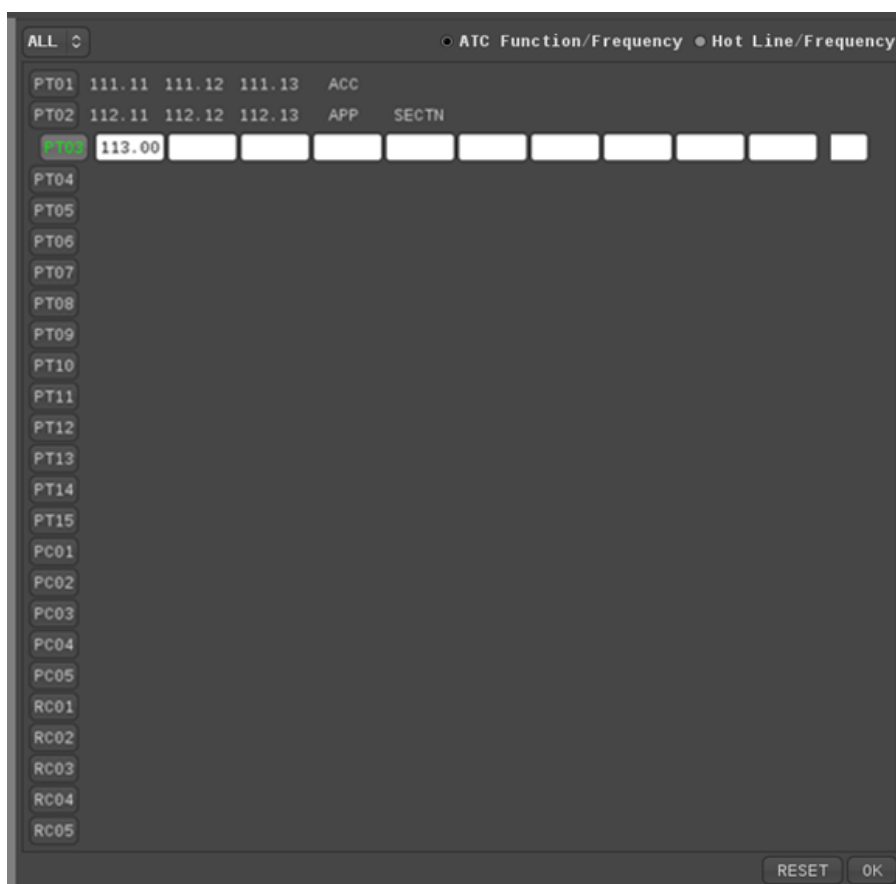 ALL ATC Function/Frequency Hot Line/Frequency
PT01 111.11 111.12 111.13 ACC
PT02 112.11 112.12 112.13 APP SECTN
PT03 113.00
PT04
PT05
PT06
PT07
PT08
PT09
PT10
PT11
PT12
PT13
PT14
PT15
PC01
PC02
PC03
PC04
PC05
RC01
RC02
RC03
RC04
RC05
RESET OK